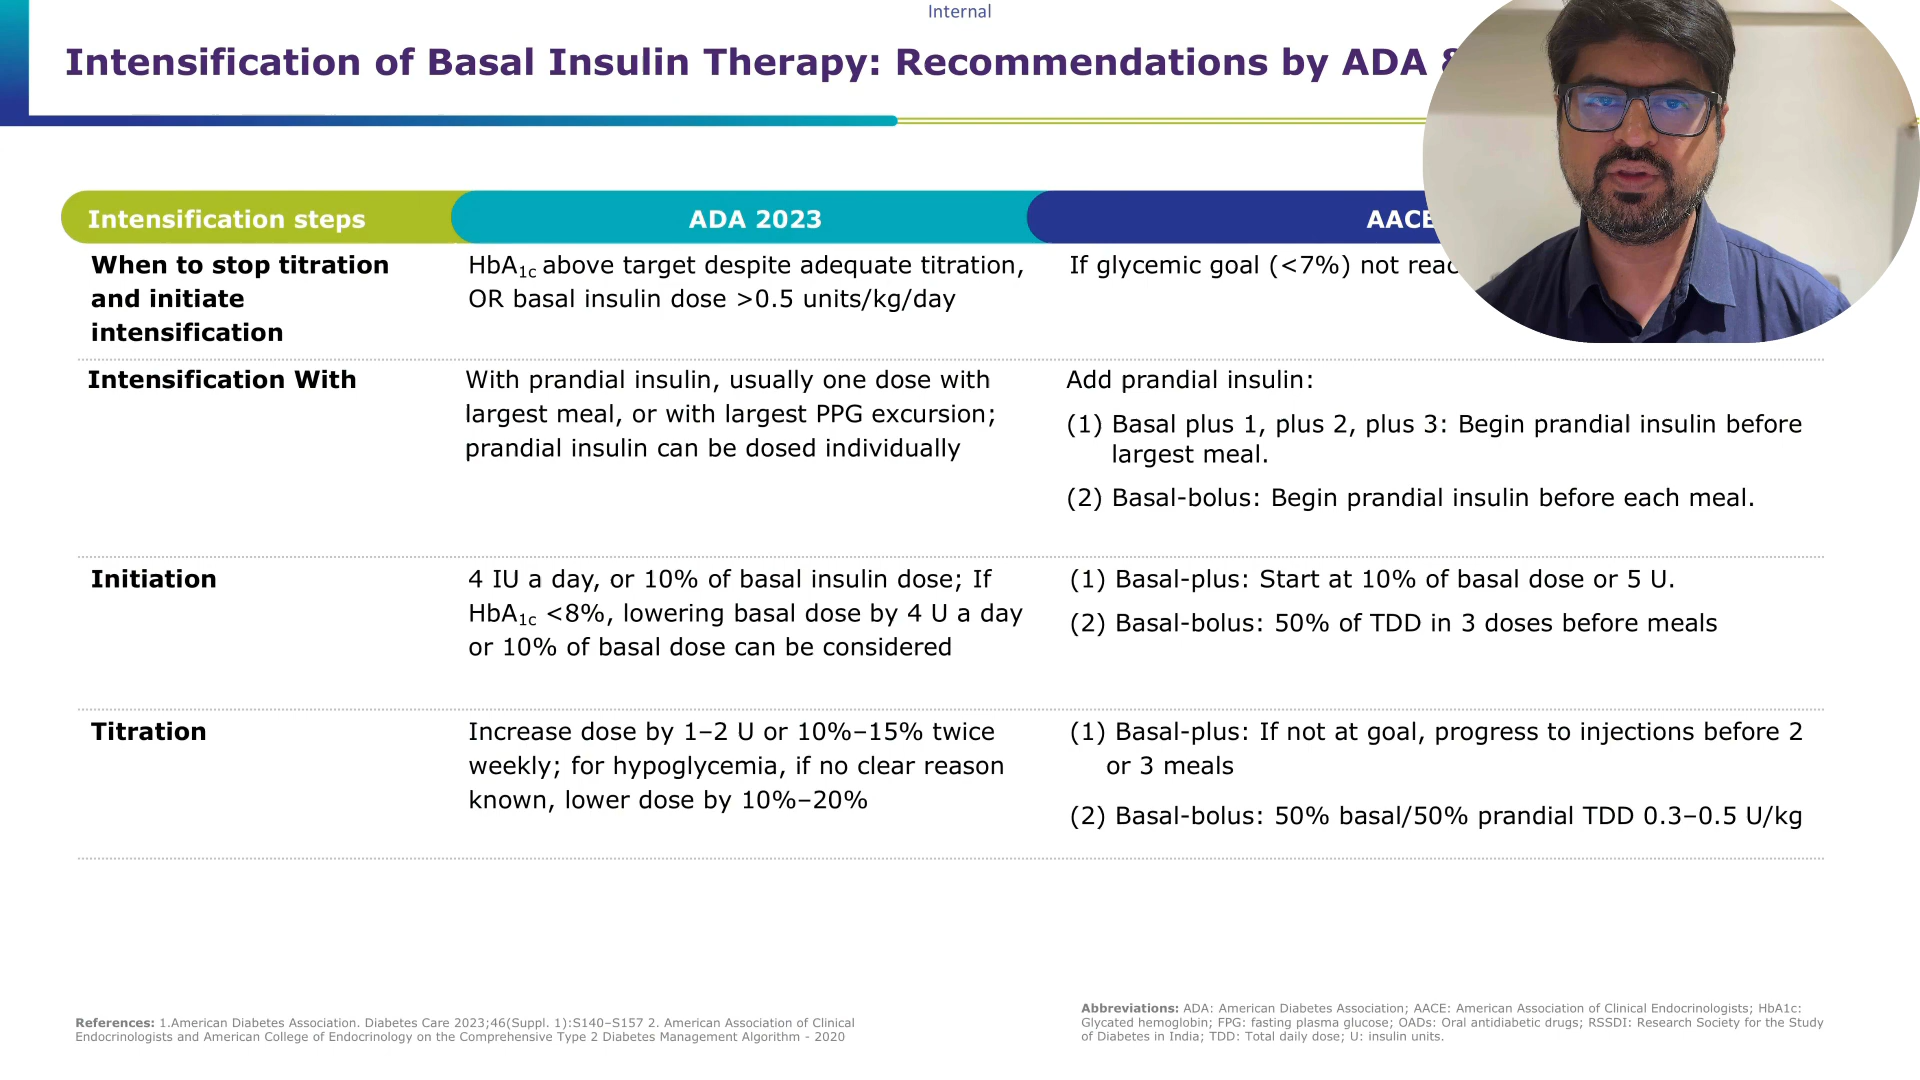 Internal
Intensification of Basal Insulin Therapy: Recommendations by ADA
Intensification steps
ADA 2023
AACE
When to stop titration
and initiate
intensification
HbA1c above target despite adequate titration,
OR basal insulin dose >0.5 units/kg/day
If glycemic goal (<7%) not
Intensification With
With prandial insulin, usually one dose with
largest meal, or with largest PPG excursion;
prandial insulin can be dosed individually
Add prandial insulin:
(1) Basal plus 1, plus 2, plus 3: Begin prandial insulin before
largest meal.
(2) Basal-bolus: Begin prandial insulin before each meal.
Initiation
4 IU a day, or 10% of basal insulin dose; If
HbA1c <8%, lowering basal dose by 4 U a day
or 10% of basal dose can be considered
(1) Basal-plus: Start at 10% of basal dose or 5 U.
(2) Basal-bolus: 50% of TDD in 3 doses before meals
Titration
Increase dose by 1–2 U or 10%–15% twice
weekly; for hypoglycemia, if no clear reason
known, lower dose by 10%–20%
(1) Basal-plus: If not at goal, progress to injections before 2
or 3 meals
(2) Basal-bolus: 50% basal/50% prandial TDD 0.3–0.5 U/kg
References: 1.American Diabetes Association. Diabetes Care 2023;46(Suppl. 1):S140–S157 2. American Association of Clinical
Endocrinologists and American College of Endocrinology on the Comprehensive Type 2 Diabetes Management Algorithm - 2020
Abbreviations: ADA: American Diabetes Association; AACE: American Association of Clinical Endocrinologists; HbA1c:
Glycated hemoglobin; FPG: fasting plasma glucose; OADs: Oral antidiabetic drugs; RSSDI: Research Society for the Study
of Diabetes in India; TDD: Total daily dose; U: insulin units.